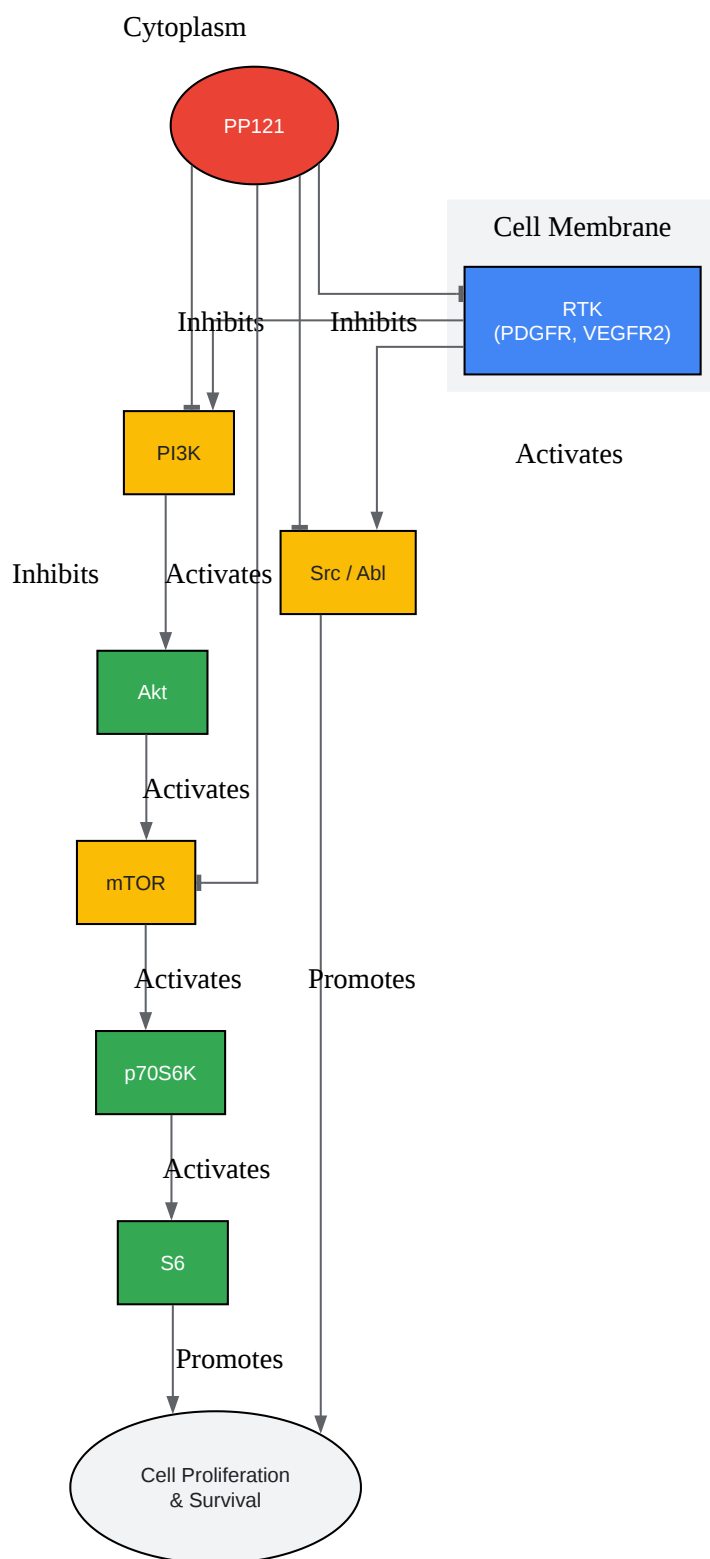 Cytoplasm
PP121
Cell Membrane
RTK
(PDGFR, VEGFR2)
Inhibits
Inhibits
PI3K
Activates
Inhibits
Activates
Src / Abl
Akt
Activates
mTOR
Activates
Promotes
p70S6K
Activates
S6
Promotes
Cell Proliferation
& Survival